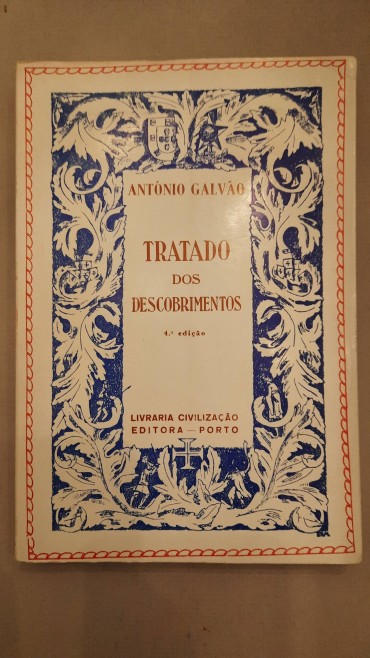 ANTÓNIO GALVÃO
TRATADO
DOS
DESCOBRIMENTOS
4.ª edição
LIVRARIA CIVILIZAÇÃO
EDITORA — PORTO